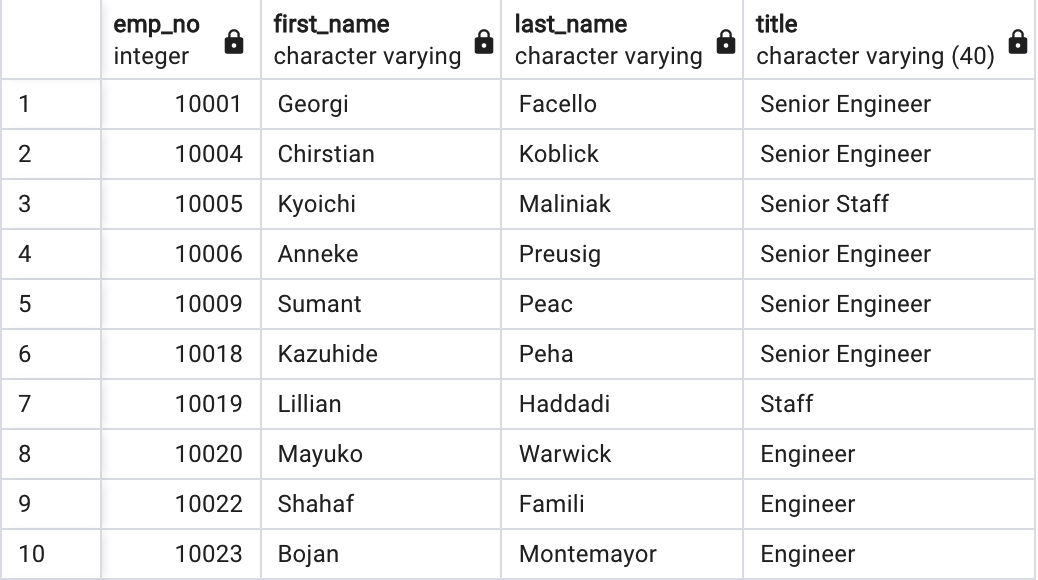 emp_no first_name last_name title
integer character varying character varying character varying (40)
1 10001 Georgi Facello Senior Engineer
2 10004 Chirstian Koblick Senior Engineer
3 10005 Kyoichi Maliniak Senior Staff
4 10006 Anneke Preusig Senior Engineer
5 10009 Sumant Peac Senior Engineer
6 10018 Kazuhide Peha Senior Engineer
7 10019 Lillian Haddadi Staff
8 10020 Mayuko Warwick Engineer
9 10022 Shahaf Famili Engineer
10 10023 Bojan Montemayor Engineer